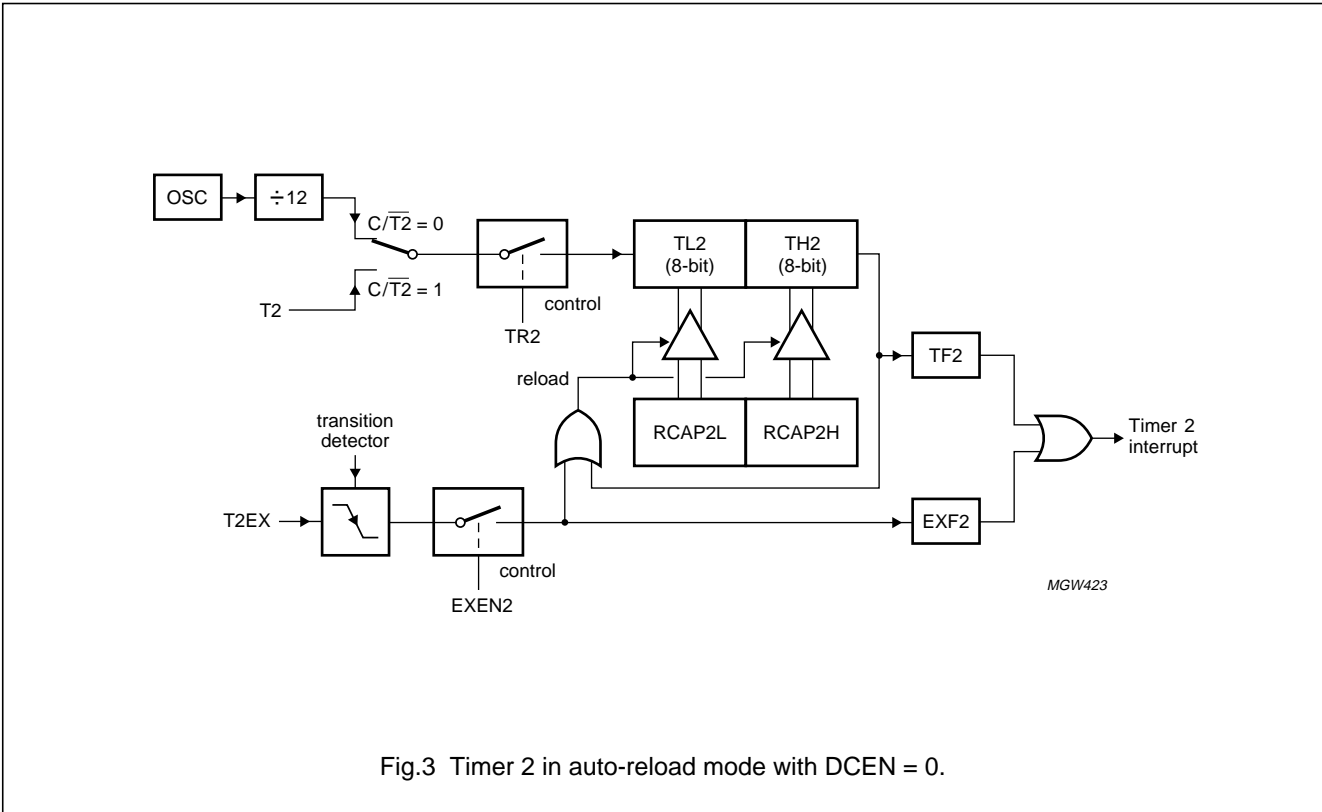 OSC
÷12
C/T2 = 0
C/T2 = 1
T2
control
TR2
TL2
(8-bit)
TH2
(8-bit)
reload
RCAP2L
RCAP2H
TF2
Timer 2
interrupt
transition
detector
T2EX
control
EXEN2
EXF2
MGW423
Fig.3 Timer 2 in auto-reload mode with DCEN = 0.